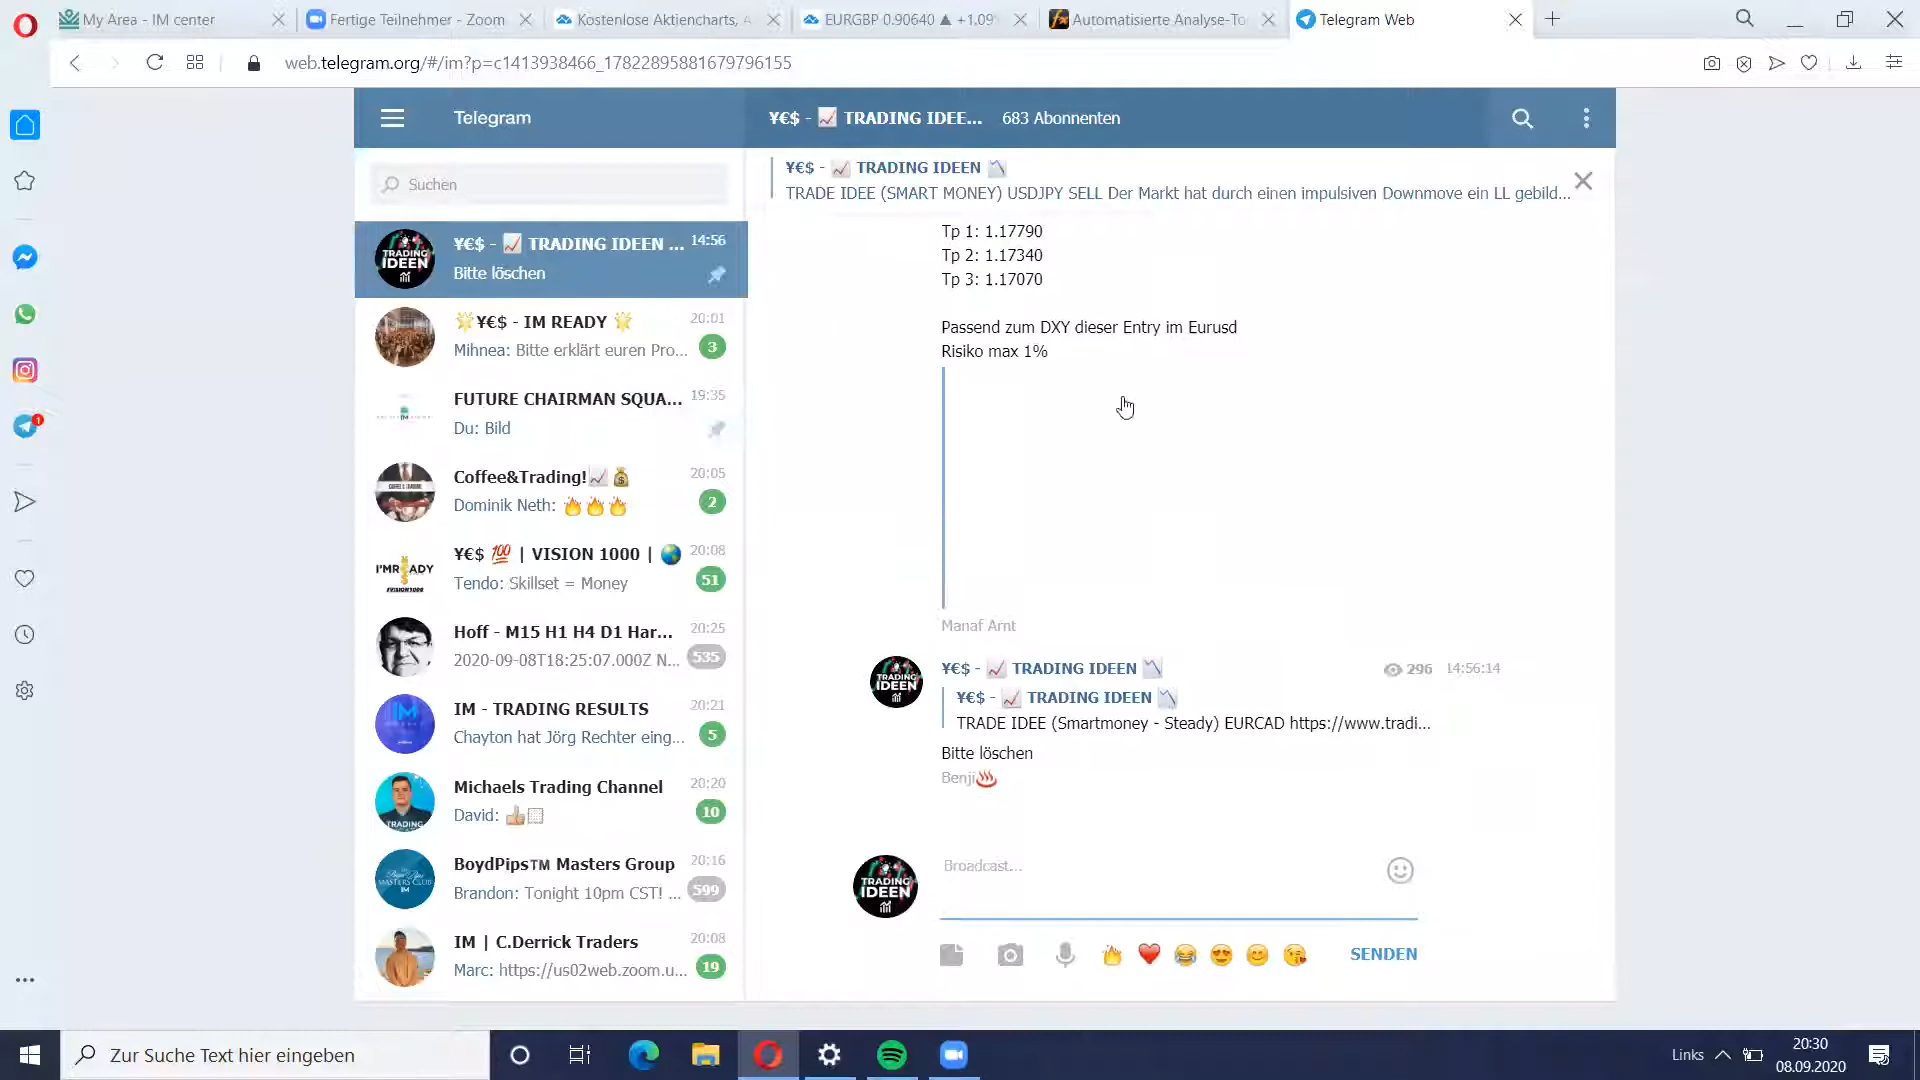 My Area - IM center
Fertige Teilnehmer - Zoom
Kostenlose Aktiencharts, A
EURGBP 0.90640 ▲ +1.09
Automatisierte Analyse-To
Telegram Web
web.telegram.org/#/im?p=c1413938466_17822895881679796155
Telegram
¥€$ - 📈 TRADING IDEE...
683 Abonnenten
Suchen
¥€$ - 📈 TRADING IDEEN 📉
TRADE IDEE (SMART MONEY) USDJPY SELL Der Markt hat durch einen impulsiven Downmove ein LL gebild...
¥€$ - 📈 TRADING IDEEN ...
14:56
Bitte löschen
🌟¥€$ - IM READY 🌟
20:01
Mihnea: Bitte erklärt euren Pro...
3
FUTURE CHAIRMAN SQUA...
19:35
Du: Bild
Coffee&Trading!📈💰
20:05
Dominik Neth: 🔥🔥🔥
2
¥€$ 💯 | VISION 1000 | 🌍
20:08
Tendo: Skillset = Money
51
Hoff - M15 H1 H4 D1 Har...
20:25
2020-09-08T18:25:07.000Z N...
535
IM - TRADING RESULTS
20:21
Chayton hat Jörg Rechter eing...
5
Michaels Trading Channel
20:20
David: 👍🏼
10
BoydPips™ Masters Group
20:16
Brandon: Tonight 10pm CST! ...
599
IM | C.Derrick Traders
20:08
Marc: https://us02web.zoom.u...
19
Tp 1: 1.17790
Tp 2: 1.17340
Tp 3: 1.17070
Passend zum DXY dieser Entry im Eurusd
Risiko max 1%
Manaf Arnt
¥€$ - 📈 TRADING IDEEN 📉
296
14:56:14
¥€$ - 📈 TRADING IDEEN 📉
TRADE IDEE (Smartmoney - Steady) EURCAD https://www.tradi...
Bitte löschen
Benji♨️
TRADING
IDEEN
Broadcast...
SENDEN
Zur Suche Text hier eingeben
Links
20:30
08.09.2020